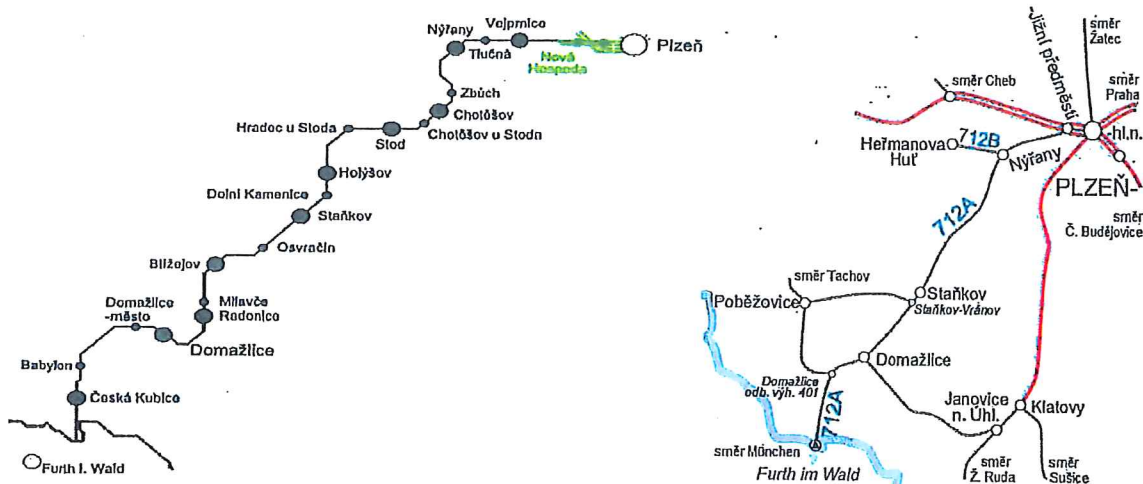 Nýřany
Vejprnice
Tlučná
Nová
Hospoda
Plzeň
Zbůch
Chotěšov
Chotěšov u Stoda
Hradec u Stoda
Stod
Holýšov
Dolní Kamenice
Staňkov
Osvračín
Blížejov
Milavče
Radonice
Domažlice
-město
Domažlice
Babylon
Česká Kubice
Furth i. Wald
směr
Žatec
-Jižní předměstí
směr Cheb
směr
Praha
-hl.n.
712B
Heřmanova
Huť
Nýřany
PLZEŇ-
712A
směr
Č. Budějovice
směr Tachov
Poběžovice
Staňkov
Staňkov-Vránov
Domažlice
Domažlice
odb. výh. 401
712A
Janovice
n. Úhl.
Klatovy
směr München
Furth im Wald
směr
Ž. Ruda
směr
Sušice